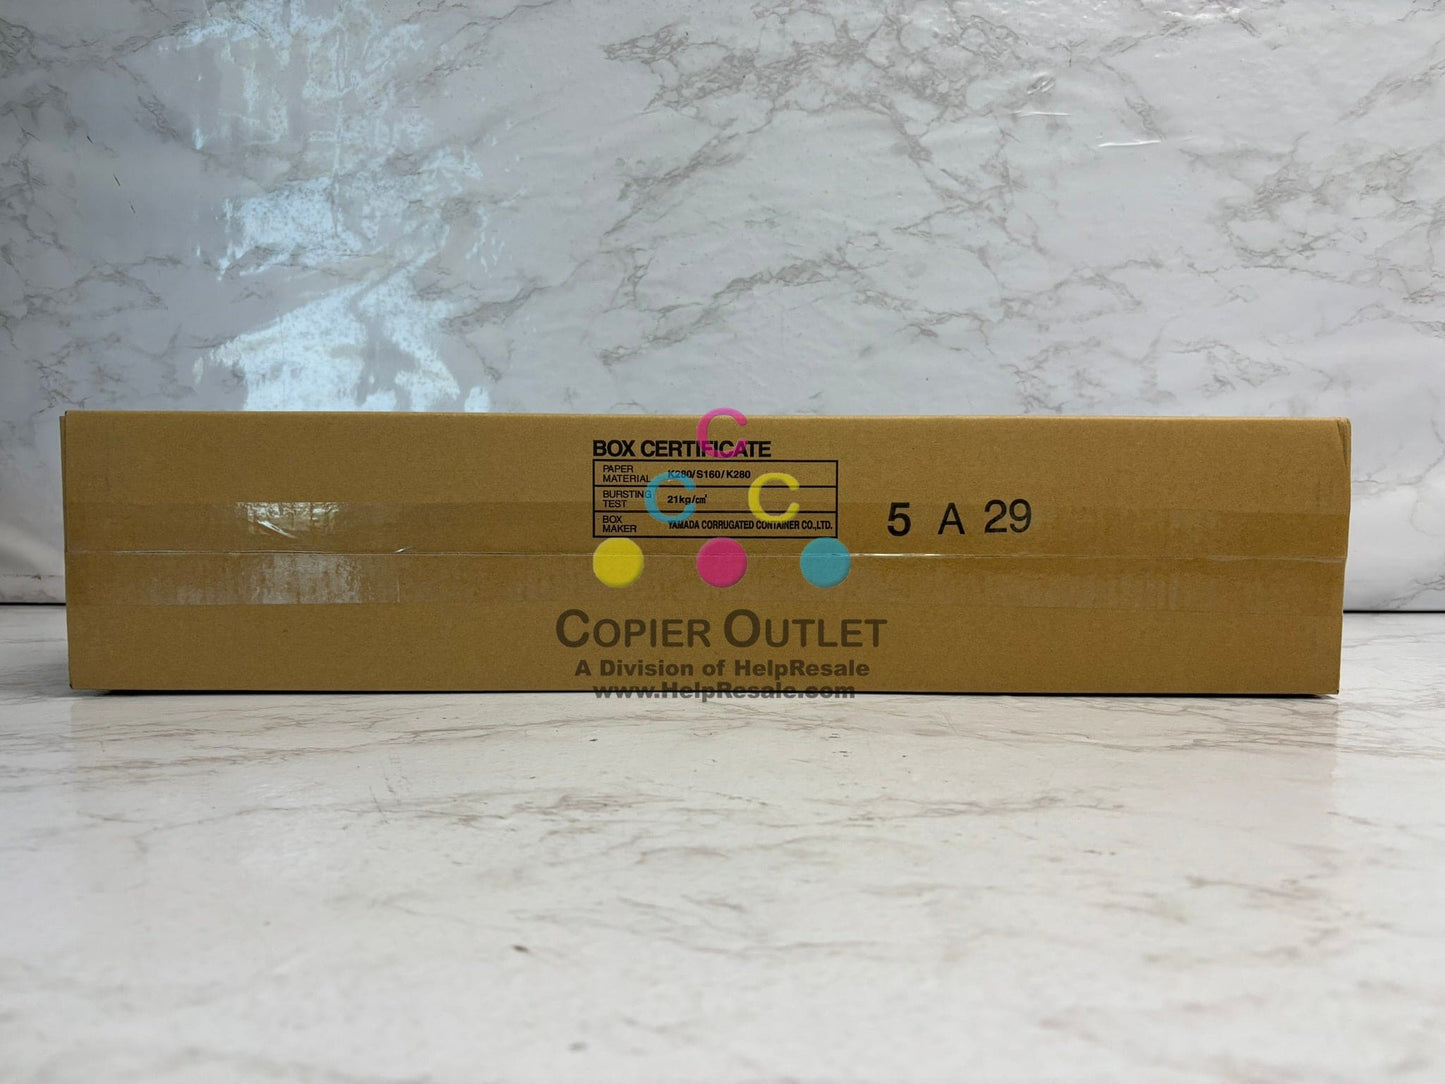 BOX CERTIFICATE
PAPER MATERIAL K280/S160/K280
BURSTING TEST 21kp/c㎡
BOX MAKER YAMADA CORRUGATED CONTAINER CO.,LTD.
5 A 29
C
C C
COPIER OUTLET
A Division of HelpResale
www.HelpResale.com